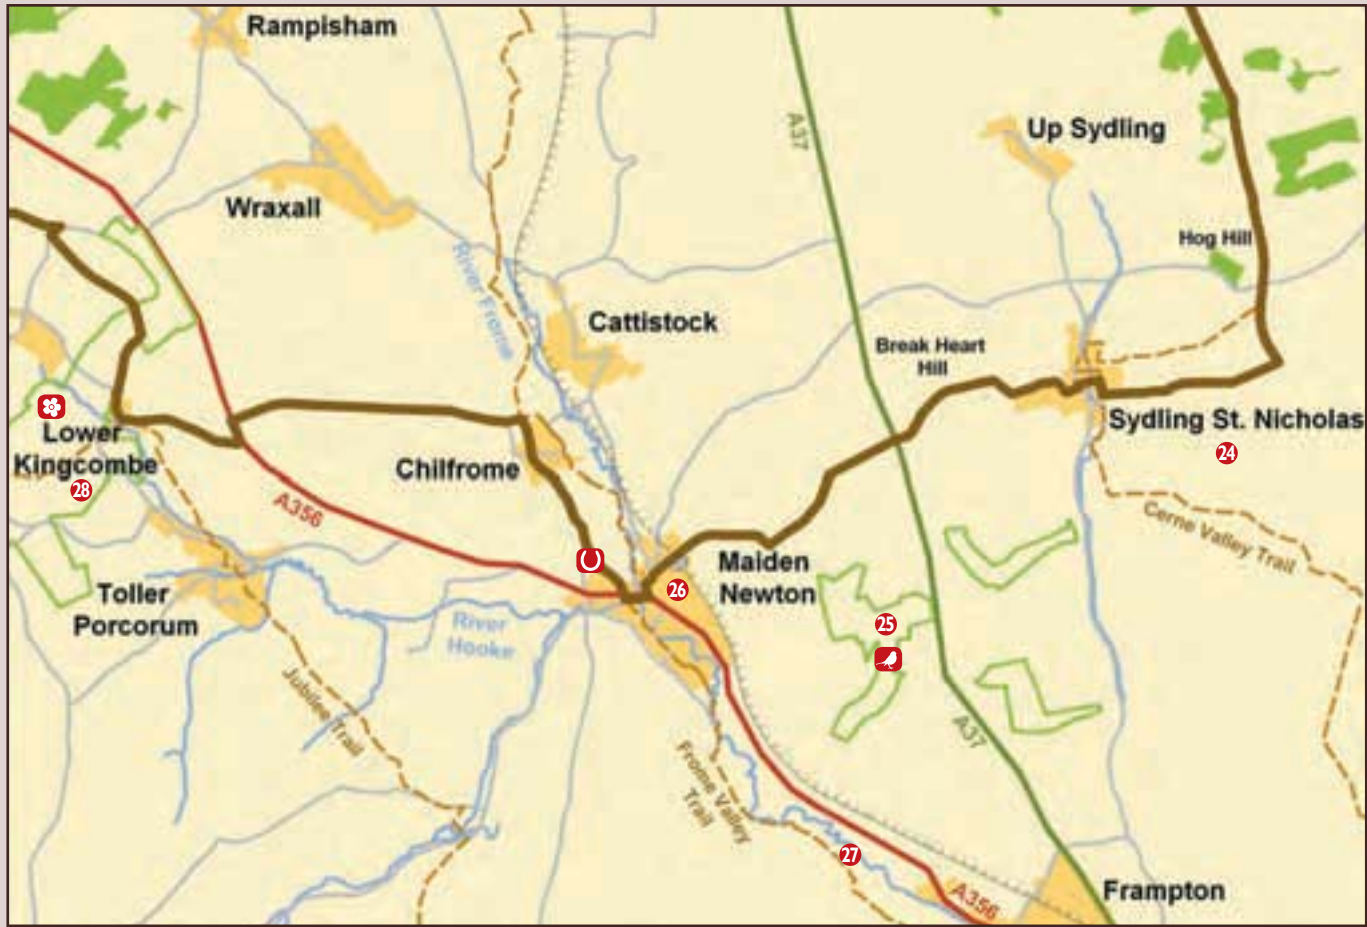 Rampisham
A37
Up Sydling
Wraxall
Hog Hill
River Frome
Cattistock
Break Heart
Hill
Lower
Kingcombe
28
Chilfrome
Sydling St. Nicholas
24
A356
Cerne Valley Trail
Maiden
Newton
26
Toller
Porcorum
River
Hooke
25
Jubilee Trail
A37
Frome Valley
Trail
27
A356
Frampton